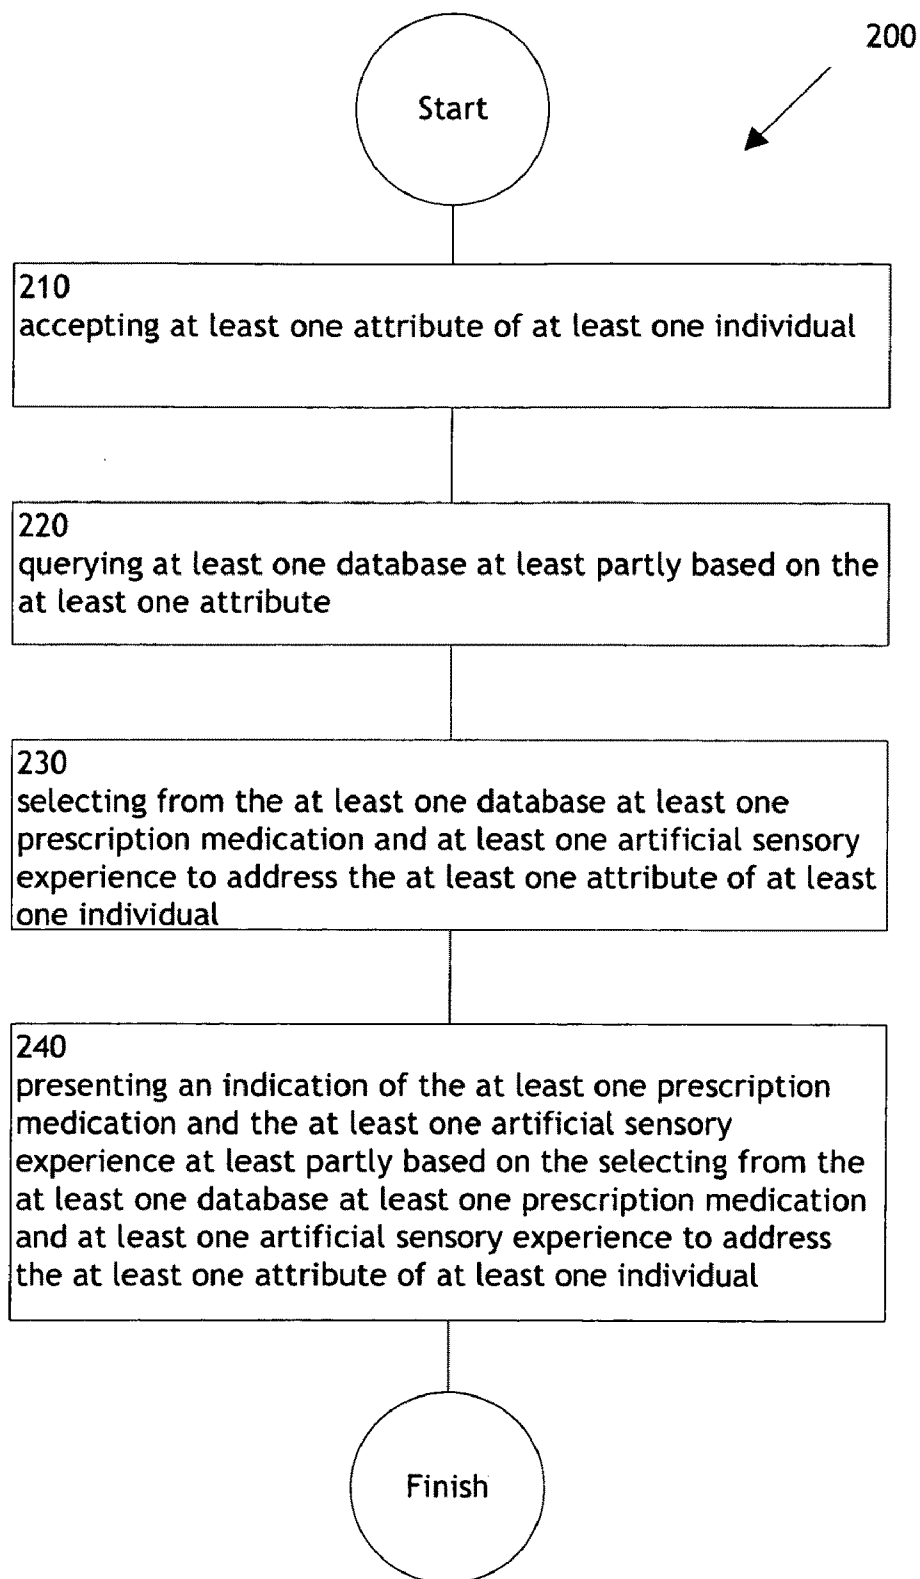 200
Start
210
accepting at least one attribute of at least one individual
220
querying at least one database at least partly based on the
at least one attribute
230
selecting from the at least one database at least one
prescription medication and at least one artificial sensory
experience to address the at least one attribute of at least
one individual
240
presenting an indication of the at least one prescription
medication and the at least one artificial sensory
experience at least partly based on the selecting from the
at least one database at least one prescription medication
and at least one artificial sensory experience to address
the at least one attribute of at least one individual
Finish